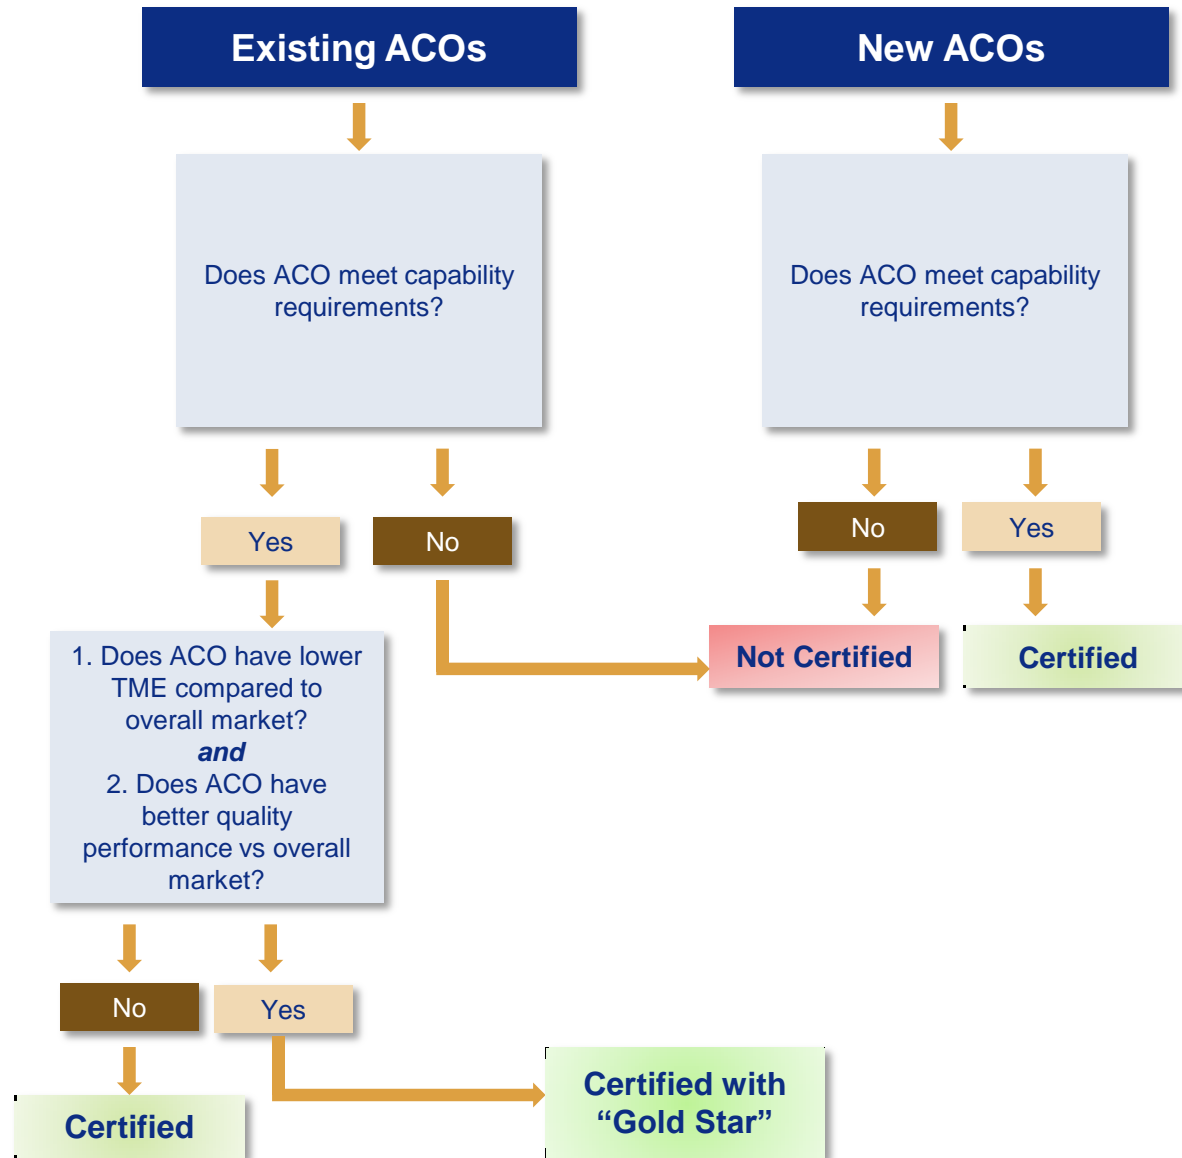 Existing ACOs
New ACOs
Does ACO meet capability
requirements?
Does ACO meet capability
requirements?
Yes
No
No
Yes
1. Does ACO have lower
TME compared to
overall market?
and
2. Does ACO have
better quality
performance vs overall
market?
Not Certified
Certified
No
Yes
Certified
Certified with
“Gold Star”